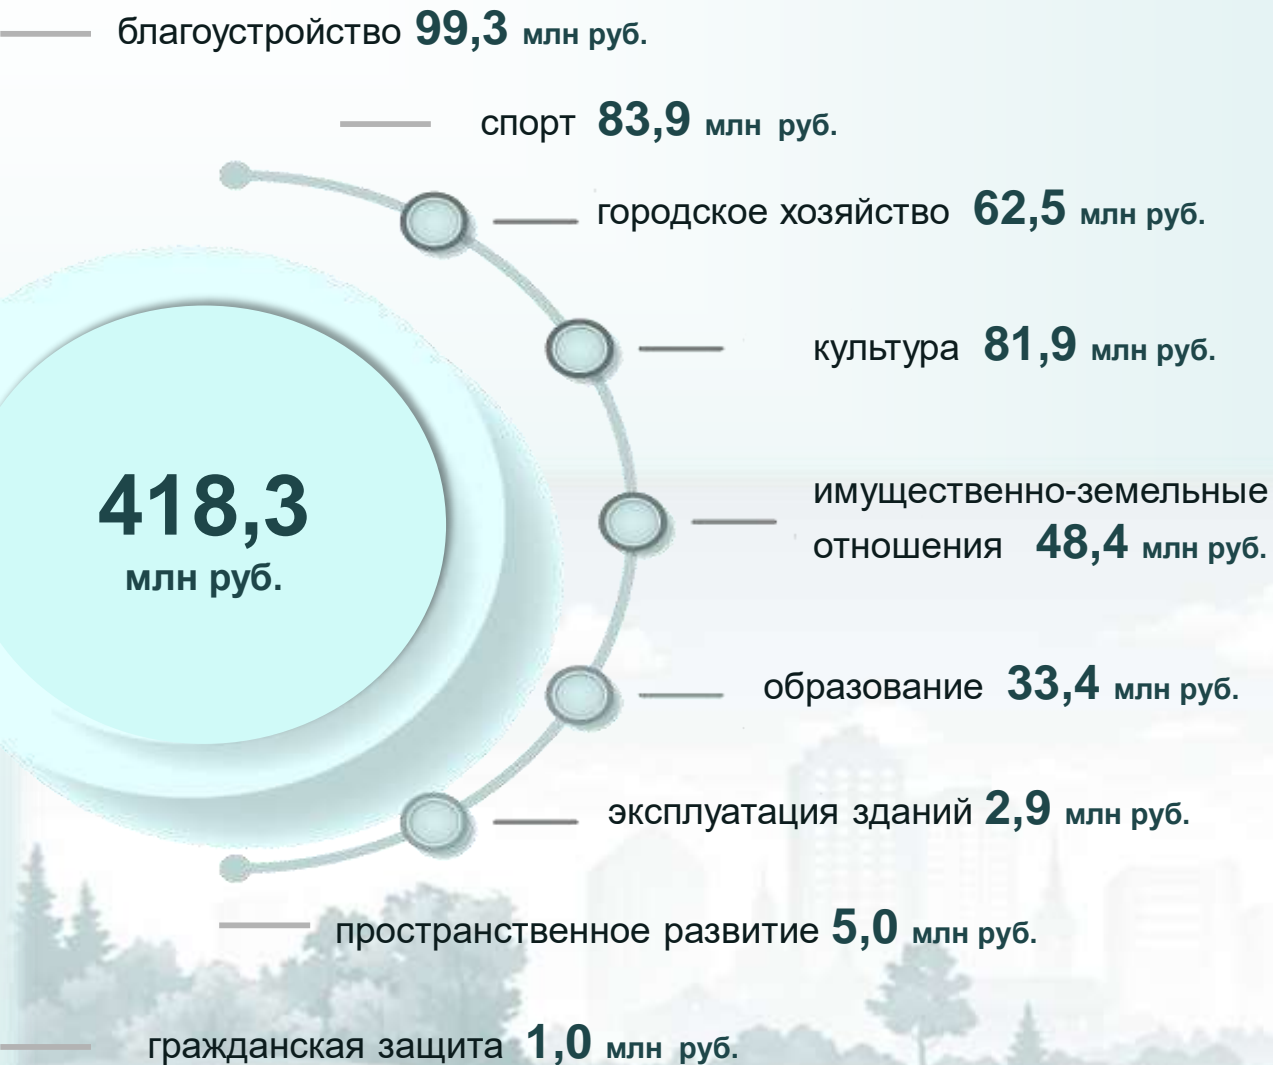 благоустройство 99,3 млн руб.
спорт 83,9 млн руб.
городское хозяйство 62,5 млн руб.
культура 81,9 млн руб.
418,3
млн руб.
имущественно-земельные
отношения 48,4 млн руб.
образование 33,4 млн руб.
эксплуатация зданий 2,9 млн руб.
пространственное развитие 5,0 млн руб.
гражданская защита 1,0 млн руб.